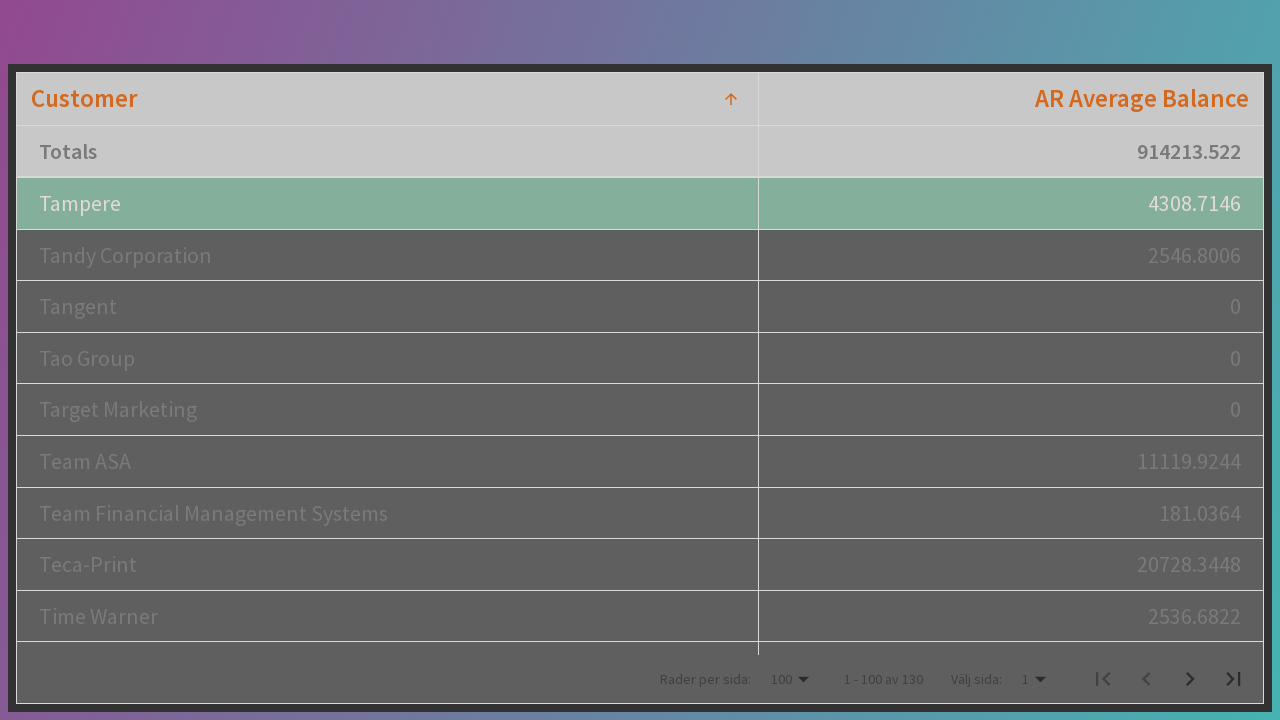 Customer AR Average Balance
Totals 914213.522
Tampere 4308.7146
Tandy Corporation 2546.8006
Tangent 0
Tao Group 0
Target Marketing 0
Team ASA 11119.9244
Team Financial Management Systems 181.0364
Teca-Print 20728.3448
Time Warner 2536.6822
Rader per sida: 100 1 - 100 av 130 Välj sida: 1